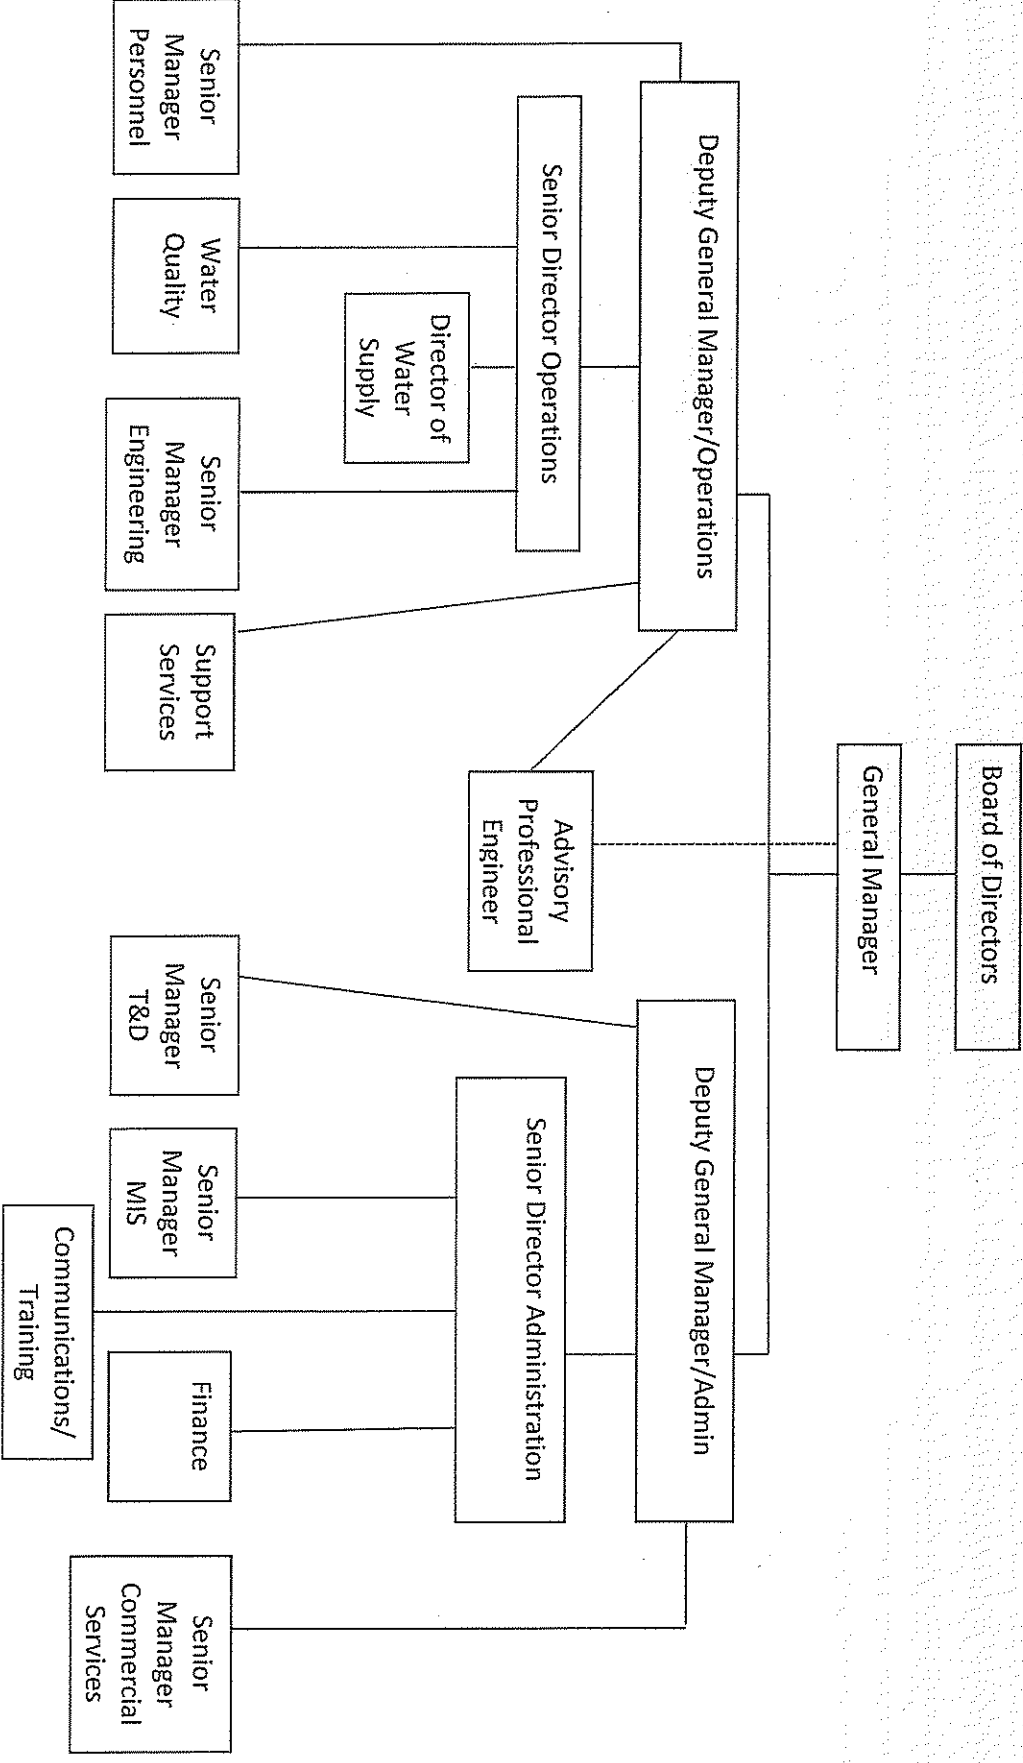 Board of Directors
General Manager
Deputy General Manager/Operations
Deputy General Manager/Admin
Senior Director Operations
Senior Director Administration
Director of
Water
Supply
Advisory
Professional
Engineer
Senior
Manager
Personnel
Water
Quality
Senior
Manager
Engineering
Support
Services
Senior
Manager
T&D
Senior
Manager
MIS
Finance
Senior
Manager
Commercial
Services
Communications/
Training